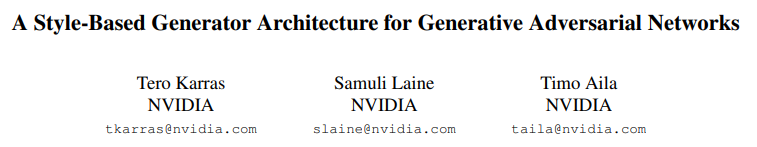 A Style-Based Generator Architecture for Generative Adversarial Networks
Tero Karras Samuli Laine Timo Aila
NVIDIA NVIDIA NVIDIA
tkarras@nvidia.com slaine@nvidia.com taila@nvidia.com